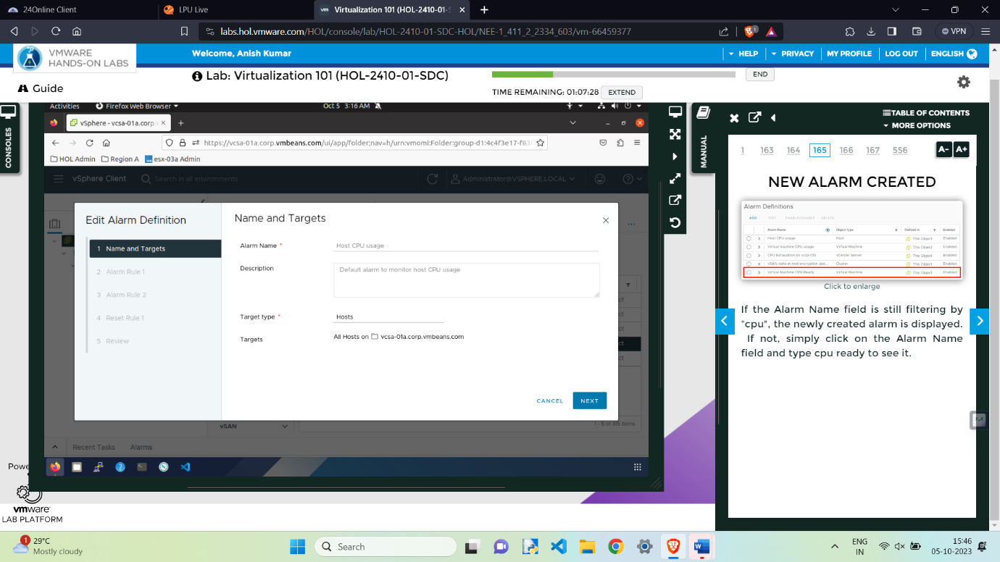 24Online Client
LPU Live
vm Virtualization 101 (HOL-2410-01-S
labs.hol.vmware.com/HOL/console/lab/HOL-2410-01-SDC-HOL/NEE-1_411_2_2334_603/vm-66459377
1
VPN
VMWARE
HANDS-ON LABS
Welcome, Anish Kumar
HELP
PRIVACY
MY PROFILE
LOG OUT
ENGLISH
Lab: Virtualization 101 (HOL-2410-01-SDC)
END
Guide
TIME REMAINING: 01:07:28
EXTEND
CONSOLES
Activities
Firefox Web Browser
Oct 5 3:16 AM
vSphere - vcsa-01a.corp.v
https://vcsa-01a.corp.vmbeans.com/ui/app/folder;nav=h/urn:vmomi:Folder:group-d1:4c4f3e17-f83
HOL Admin
Region A
esx-03a Admin
vSphere Client
Search in all environments
Administrator@VSPHERE.LOCAL
Edit Alarm Definition
1 Name and Targets
2 Alarm Rule 1
3 Alarm Rule 2
4 Reset Rule 1
5 Review
Name and Targets
Alarm Name *
Host CPU usage
Description
Default alarm to monitor host CPU usage
Target type *
Hosts
Targets
All Hosts on vcsa-01a.corp.vmbeans.com
CANCEL
NEXT
vSAN
1 - 5 of 315 items
Recent Tasks
Alarms
MANUAL
TABLE OF CONTENTS
MORE OPTIONS
1 163 164 165 166 167 556
A- A+
NEW ALARM CREATED
Alarm Definitions
ADD EDIT ENABLE/DISABLE DELETE
Alarm Name Object type Defined In Enabled
Host CPU usage Host This Object Enabled
Virtual machine CPU usage Virtual Machine This Object Enabled
CPU Exhaustion on vcsa-01a vCenter Server This Object Enabled
vSAN data-at-rest encryption alar... Cluster This Object Enabled
Virtual Machine CPU Ready Virtual Machine This Object Enabled
Click to enlarge
If the Alarm Name field is still filtering by
"cpu", the newly created alarm is displayed.
If not, simply click on the Alarm Name
field and type cpu ready to see it.
Powe
vmware
LAB PLATFORM
1
29°C
Mostly cloudy
Search
ENG
IN
15:46
05-10-2023